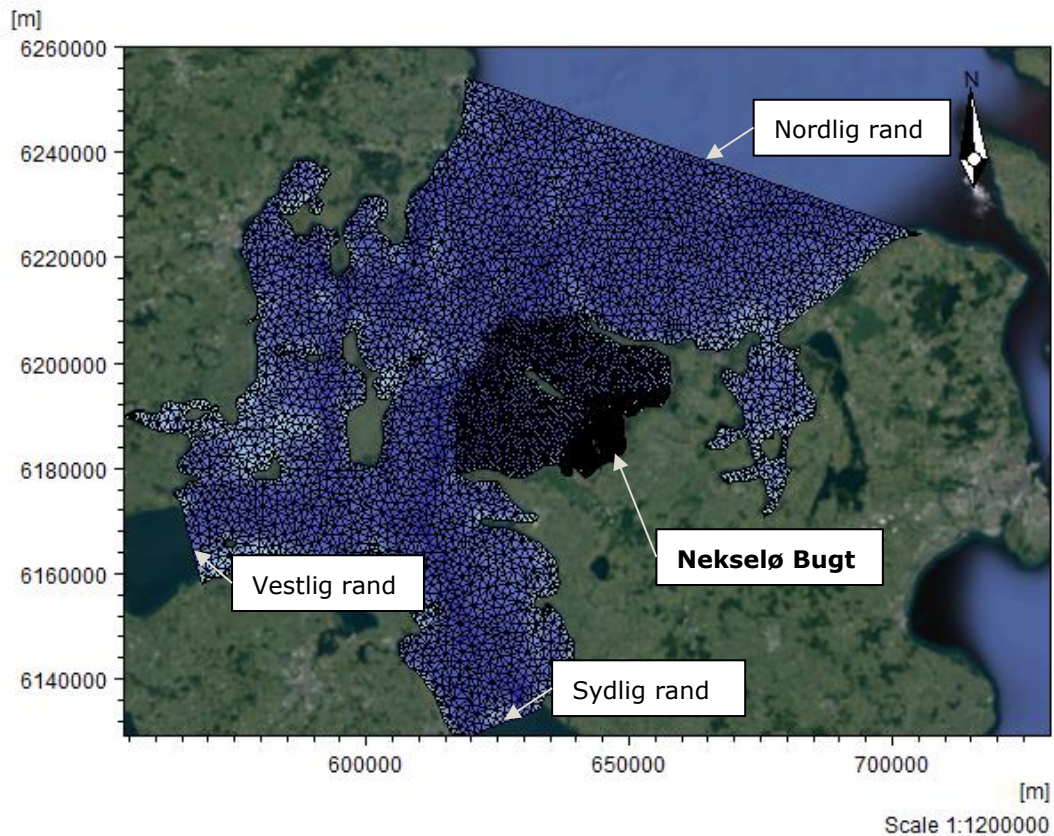 [m]
6260000
N
Nordlig rand
6240000
6220000
6200000
6180000
Nekselø Bugt
Vestlig rand
6160000
Sydlig rand
6140000
600000
650000
700000
[m]
Scale 1:1200000